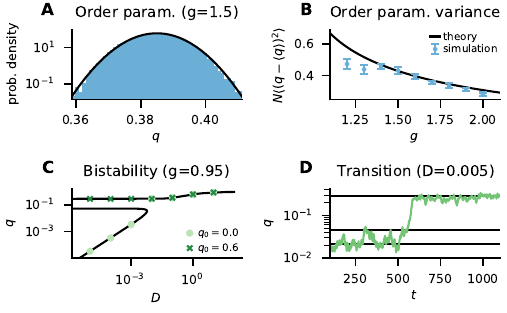 A Order param. (g=1.5)
prob. density
10¹
10⁻¹
0.36 0.38 0.40
q
B Order param. variance
N⟨(q − ⟨q⟩)²⟩
0.6
0.4
theory
simulation
1.25 1.50 1.75 2.00
g
C Bistability (g=0.95)
q
10⁻¹
10⁻³
q₀ = 0.0
q₀ = 0.6
10⁻³ 10⁰
D
D Transition (D=0.005)
q
10⁻¹
10⁻²
250 500 750 1000
t